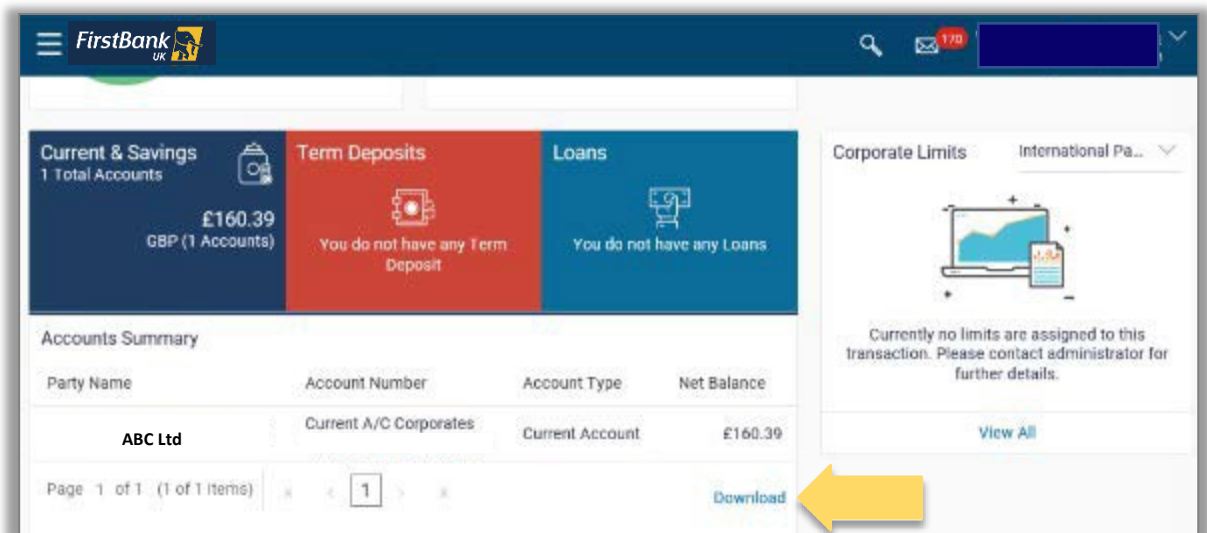 FirstBank
UK
170
Current & Savings
1 Total Accounts
£160.39
GBP (1 Accounts)
Term Deposits
You do not have any Term
Deposit
Loans
You do not have any Loans
Corporate Limits
International Pa...
Currently no limits are assigned to this
transaction. Please contact administrator for
further details.
View All
Accounts Summary
Party Name Account Number Account Type Net Balance
ABC Ltd Current A/C Corporates Current Account £160.39
Page 1 of 1 (1 of 1 Items) 1
Download